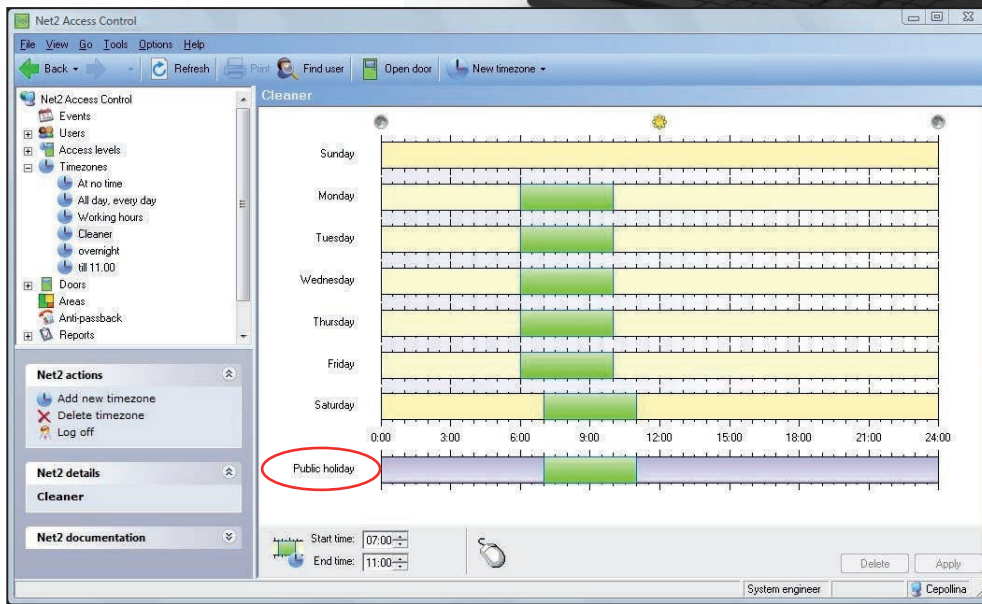 Net2 Access Control
File View Go Tools Options Help
Back Refresh Print Find user Open door New timezone
Net2 Access Control
Events
Users
Access levels
Timezones
At no time
All day, every day
Working hours
Cleaner
overnight
till 11.00
Doors
Areas
Anti-passback
Reports
Net2 actions
Add new timezone
Delete timezone
Log off
Net2 details
Cleaner
Net2 documentation
Cleaner
Sunday
Monday
Tuesday
Wednesday
Thursday
Friday
Saturday
0:00 3:00 6:00 9:00 12:00 15:00 18:00 21:00 24:00
Public holiday
Start time: 07:00
End time: 11:00
Delete Apply
System engineer Cepollina